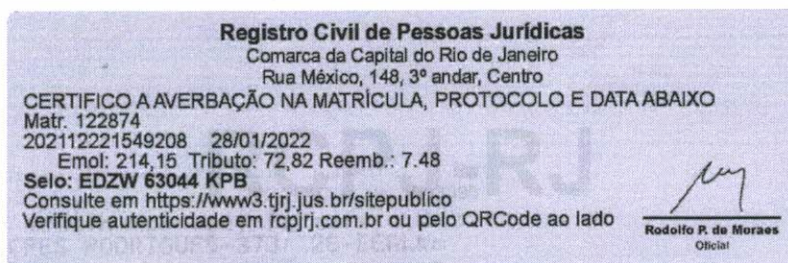 Registro Civil de Pessoas Jurídicas
Comarca da Capital do Rio de Janeiro
Rua México, 148, 3º andar, Centro
CERTIFICO A AVERBAÇÃO NA MATRÍCULA, PROTOCOLO E DATA ABAIXO
Matr. 122874
202112221549208 28/01/2022
Emol: 214,15 Tributo: 72,82 Reemb.: 7.48
Selo: EDZW 63044 KPB
Consulte em https://www3.tjrj.jus.br/sitepublico
Verifique autenticidade em rcpjrj.com.br ou pelo QRCode ao lado
Rodolfo P. de Moraes
Oficial
RCPJ-RJ